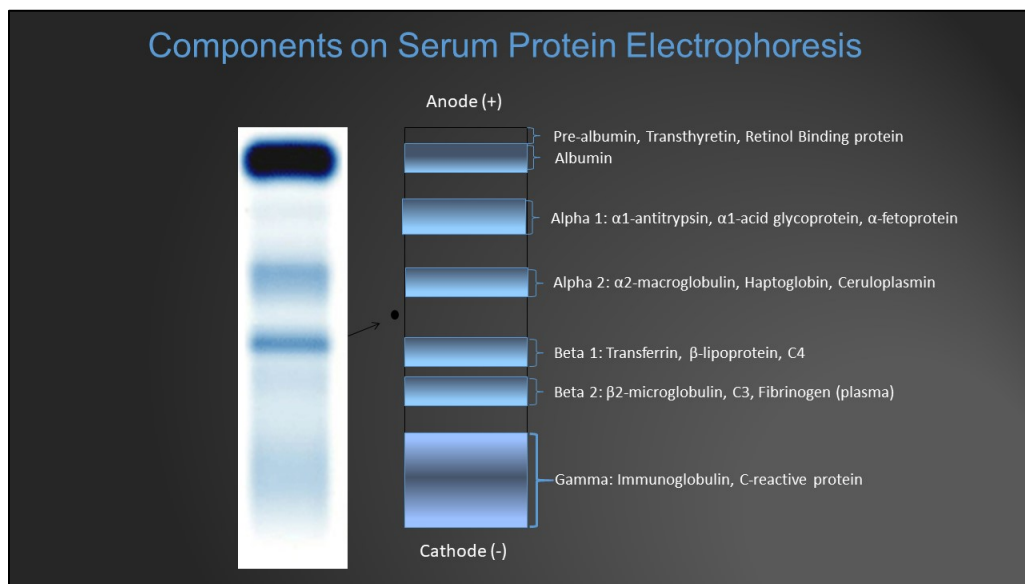 Components on Serum Protein Electrophoresis
Anode (+)
Pre-albumin, Transthyretin, Retinol Binding protein
Albumin
Alpha 1: α1-antitrypsin, α1-acid glycoprotein, α-fetoprotein
Alpha 2: α2-macroglobulin, Haptoglobin, Ceruloplasmin
Beta 1: Transferrin, β-lipoprotein, C4
Beta 2: β2-microglobulin, C3, Fibrinogen (plasma)
Gamma: Immunoglobulin, C-reactive protein
Cathode (-)